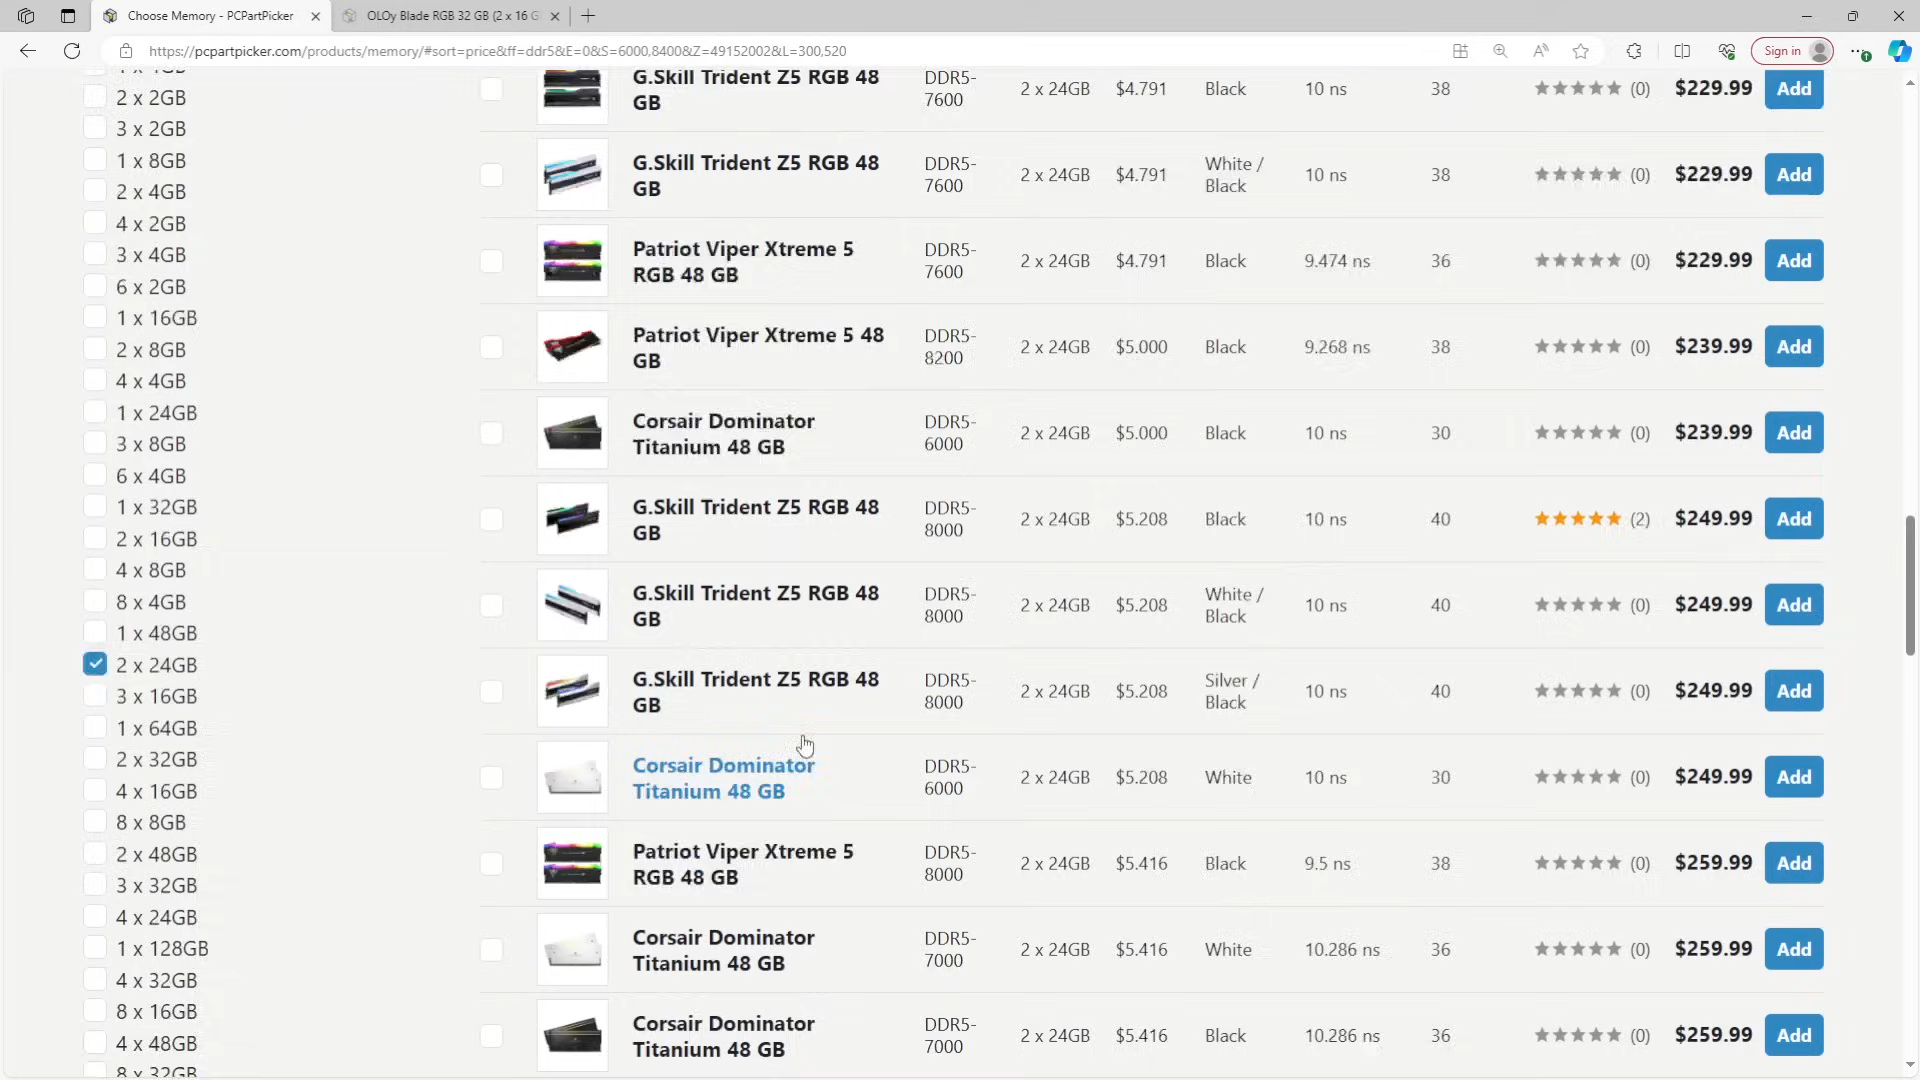 Choose Memory - PCPartPicker
OLOy Blade RGB 32 GB (2 x 16 G
https://pcpartpicker.com/products/memory/#sort=price&ff=ddr5&E=0&S=6000,8400&Z=49152002&L=300,520
Sign in
2 x 2GB
3 x 2GB
1 x 8GB
2 x 4GB
4 x 2GB
3 x 4GB
6 x 2GB
1 x 16GB
2 x 8GB
4 x 4GB
1 x 24GB
3 x 8GB
6 x 4GB
1 x 32GB
2 x 16GB
4 x 8GB
8 x 4GB
1 x 48GB
2 x 24GB
3 x 16GB
1 x 64GB
2 x 32GB
4 x 16GB
8 x 8GB
2 x 48GB
3 x 32GB
4 x 24GB
1 x 128GB
4 x 32GB
8 x 16GB
4 x 48GB
8 x 32GB
G.Skill Trident Z5 RGB 48 GB DDR5-7600 2 x 24GB $4.791 Black 10 ns 38 (0) $229.99 Add
G.Skill Trident Z5 RGB 48 GB DDR5-7600 2 x 24GB $4.791 White / Black 10 ns 38 (0) $229.99 Add
Patriot Viper Xtreme 5 RGB 48 GB DDR5-7600 2 x 24GB $4.791 Black 9.474 ns 36 (0) $229.99 Add
Patriot Viper Xtreme 5 48 GB DDR5-8200 2 x 24GB $5.000 Black 9.268 ns 38 (0) $239.99 Add
Corsair Dominator Titanium 48 GB DDR5-6000 2 x 24GB $5.000 Black 10 ns 30 (0) $239.99 Add
G.Skill Trident Z5 RGB 48 GB DDR5-8000 2 x 24GB $5.208 Black 10 ns 40 (2) $249.99 Add
G.Skill Trident Z5 RGB 48 GB DDR5-8000 2 x 24GB $5.208 White / Black 10 ns 40 (0) $249.99 Add
G.Skill Trident Z5 RGB 48 GB DDR5-8000 2 x 24GB $5.208 Silver / Black 10 ns 40 (0) $249.99 Add
Corsair Dominator Titanium 48 GB DDR5-6000 2 x 24GB $5.208 White 10 ns 30 (0) $249.99 Add
Patriot Viper Xtreme 5 RGB 48 GB DDR5-8000 2 x 24GB $5.416 Black 9.5 ns 38 (0) $259.99 Add
Corsair Dominator Titanium 48 GB DDR5-7000 2 x 24GB $5.416 White 10.286 ns 36 (0) $259.99 Add
Corsair Dominator Titanium 48 GB DDR5-7000 2 x 24GB $5.416 Black 10.286 ns 36 (0) $259.99 Add